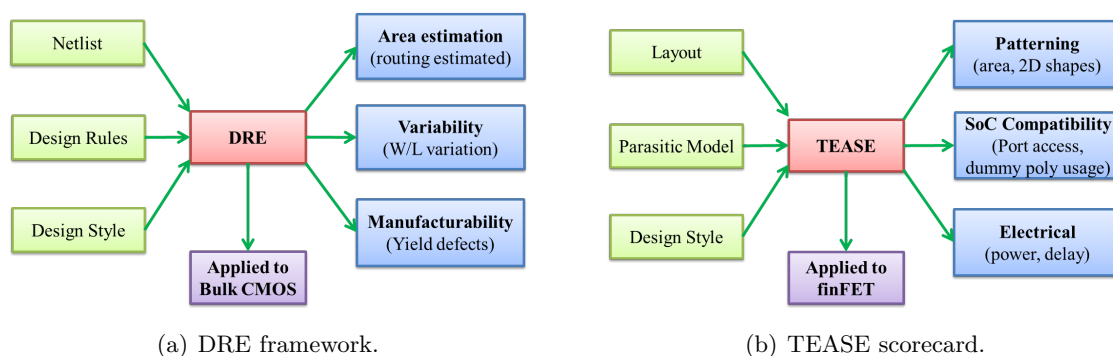 Netlist
Design Rules
Design Style
DRE
Applied to
Bulk CMOS
Area estimation
(routing estimated)
Variability
(W/L variation)
Manufacturability
(Yield defects)
(a) DRE framework.
Layout
Parasitic Model
Design Style
TEASE
Applied to
finFET
Patterning
(area, 2D shapes)
SoC Compatibility
(Port access,
dummy poly usage)
Electrical
(power, delay)
(b) TEASE scorecard.